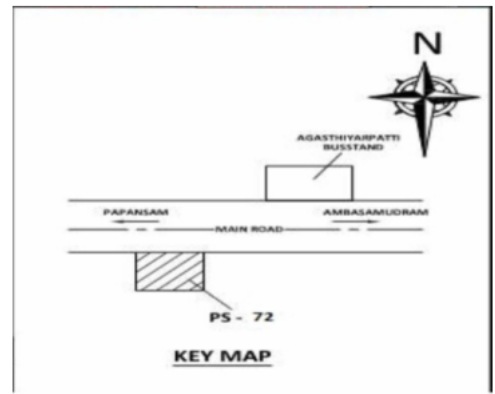 N
AGASTHIYARPATTI
BUSSTAND
PAPANSAM
AMBASAMUDRAM
MAIN ROAD
PS - 72
KEY MAP